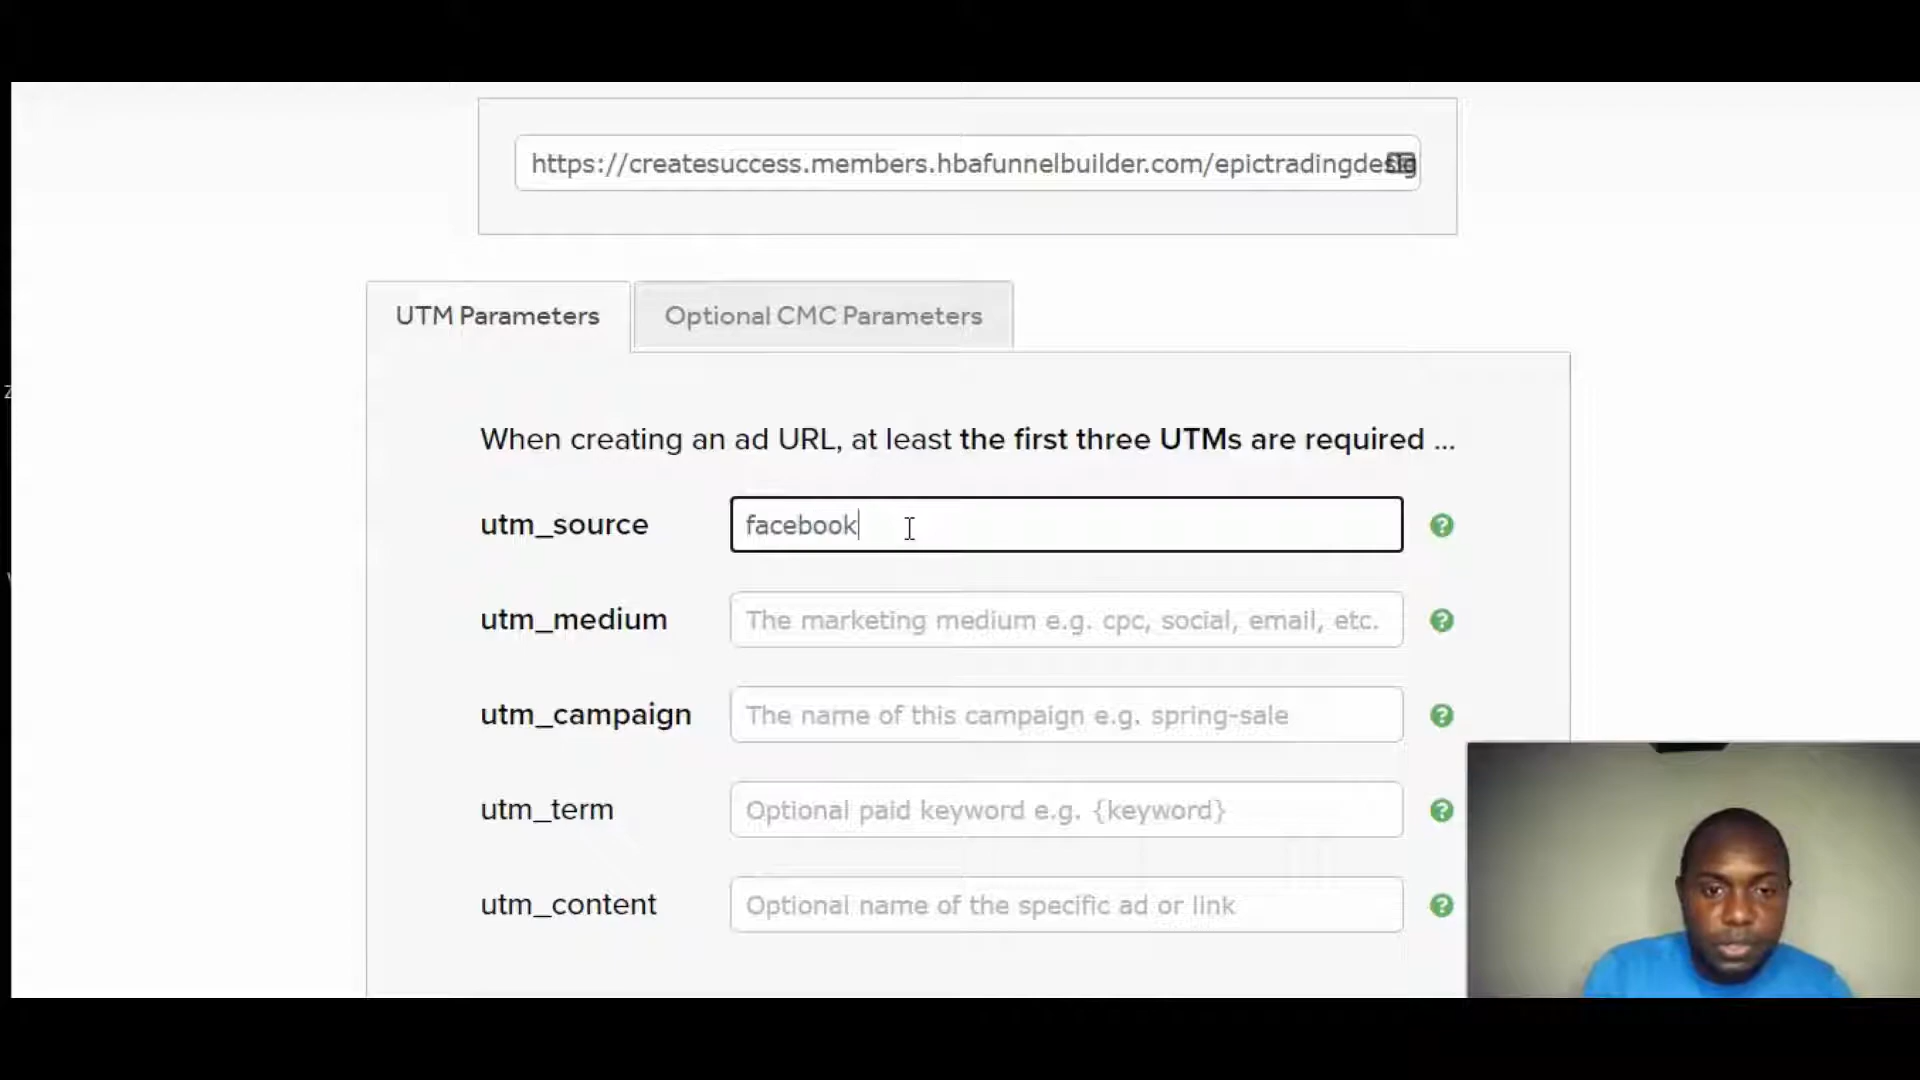 https://createsuccess.members.hbafunnelbuilder.com/epictradingdesig
UTM Parameters
Optional CMC Parameters
When creating an ad URL, at least the first three UTMs are required ...
utm_source
facebook
utm_medium
The marketing medium e.g. cpc, social, email, etc.
utm_campaign
The name of this campaign e.g. spring-sale
utm_term
Optional paid keyword e.g. {keyword}
utm_content
Optional name of the specific ad or link